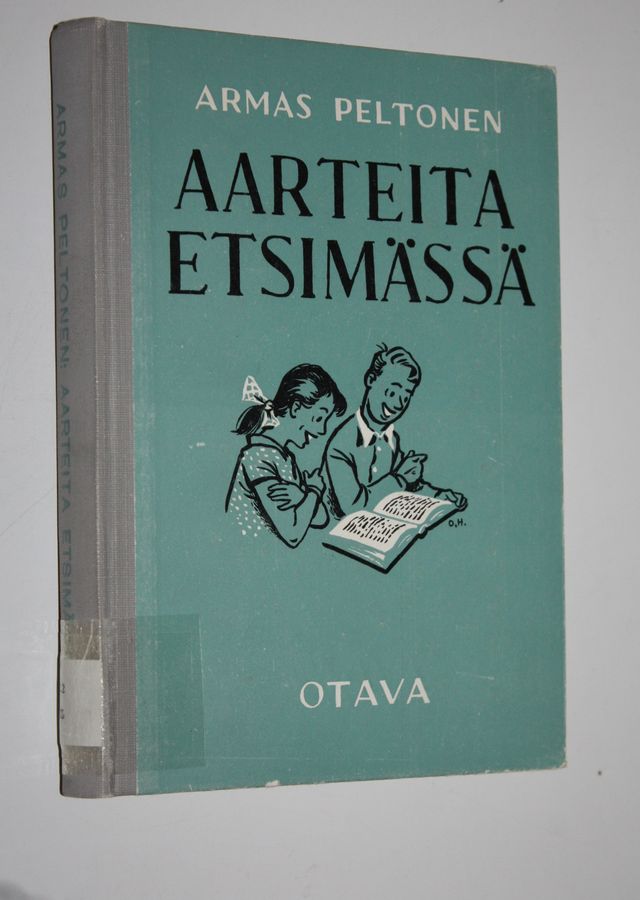 ARMAS PELTONEN
AARTEITA
ETSIMÄSSÄ
O.H.
OTAVA
ARMAS PELTONEN: AARTEITA ETSIMÄ